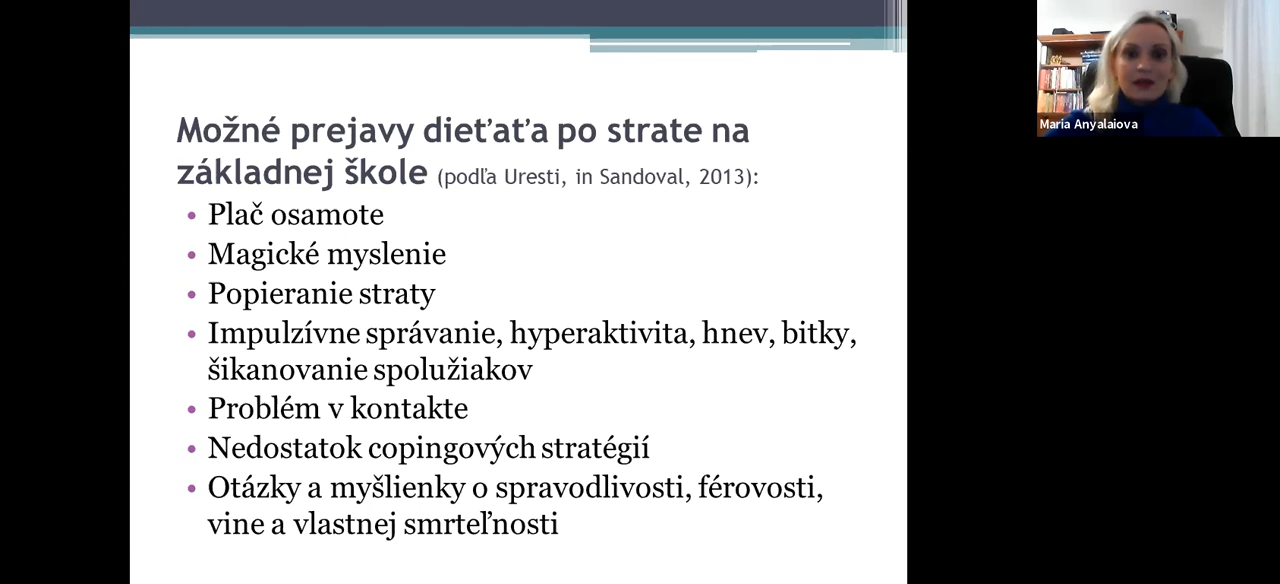 Možné prejavy dieťaťa po strate na
základnej škole (podľa Uresti, in Sandoval, 2013):
• Plač osamote
• Magické myslenie
• Popieranie straty
• Impulzívne správanie, hyperaktivita, hnev, bitky,
šikanovanie spolužiakov
• Problém v kontakte
• Nedostatok copingových stratégií
• Otázky a myšlienky o spravodlivosti, férovosti,
vine a vlastnej smrteľnosti
Maria Anyalaiova